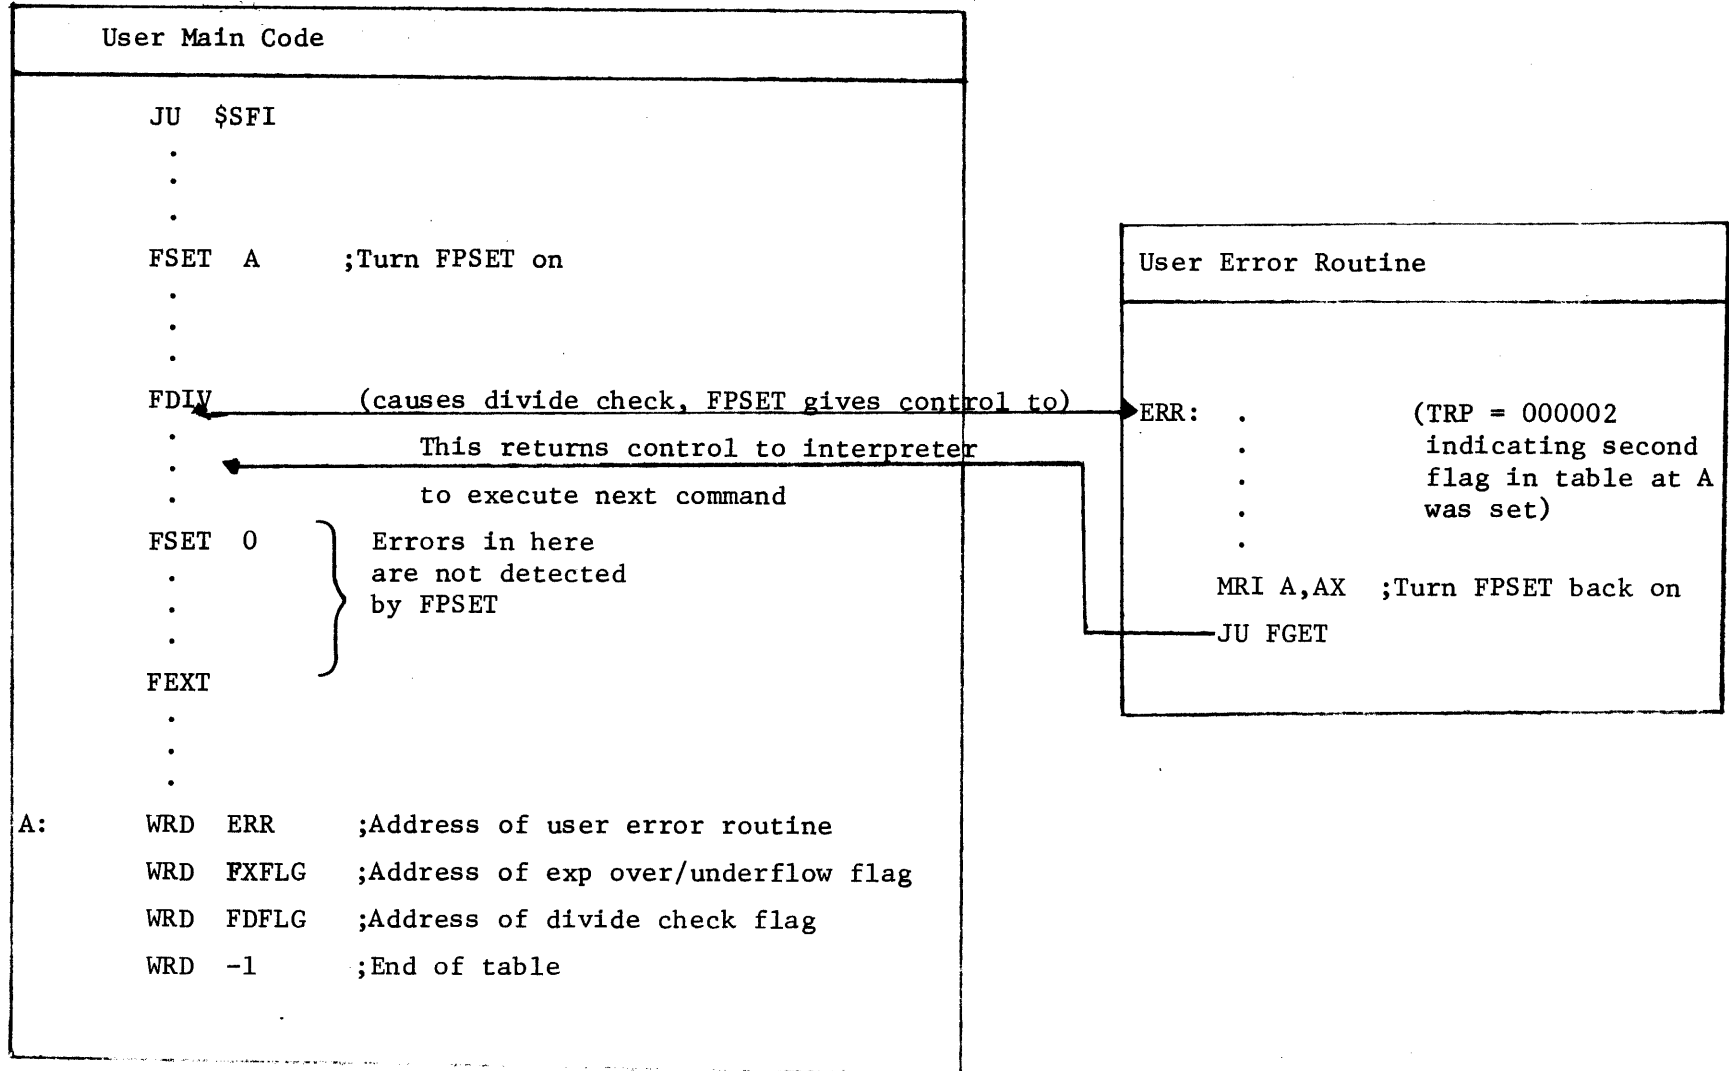 User Main Code
JU $SFI
.
.
.
FSET A ;Turn FPSET on
.
.
.
FDIV (causes divide check, FPSET gives control to)
.
This returns control to interpreter
.
to execute next command
.
FSET 0
Errors in here
are not detected
by FPSET
.
.
.
FEXT
.
.
.
A: WRD ERR ;Address of user error routine
WRD FXFLG ;Address of exp over/underflow flag
WRD FDFLG ;Address of divide check flag
WRD -1 ;End of table
User Error Routine
ERR: . (TRP = 000002
. indicating second
. flag in table at A
. was set)
.
MRI A,AX ;Turn FPSET back on
JU FGET